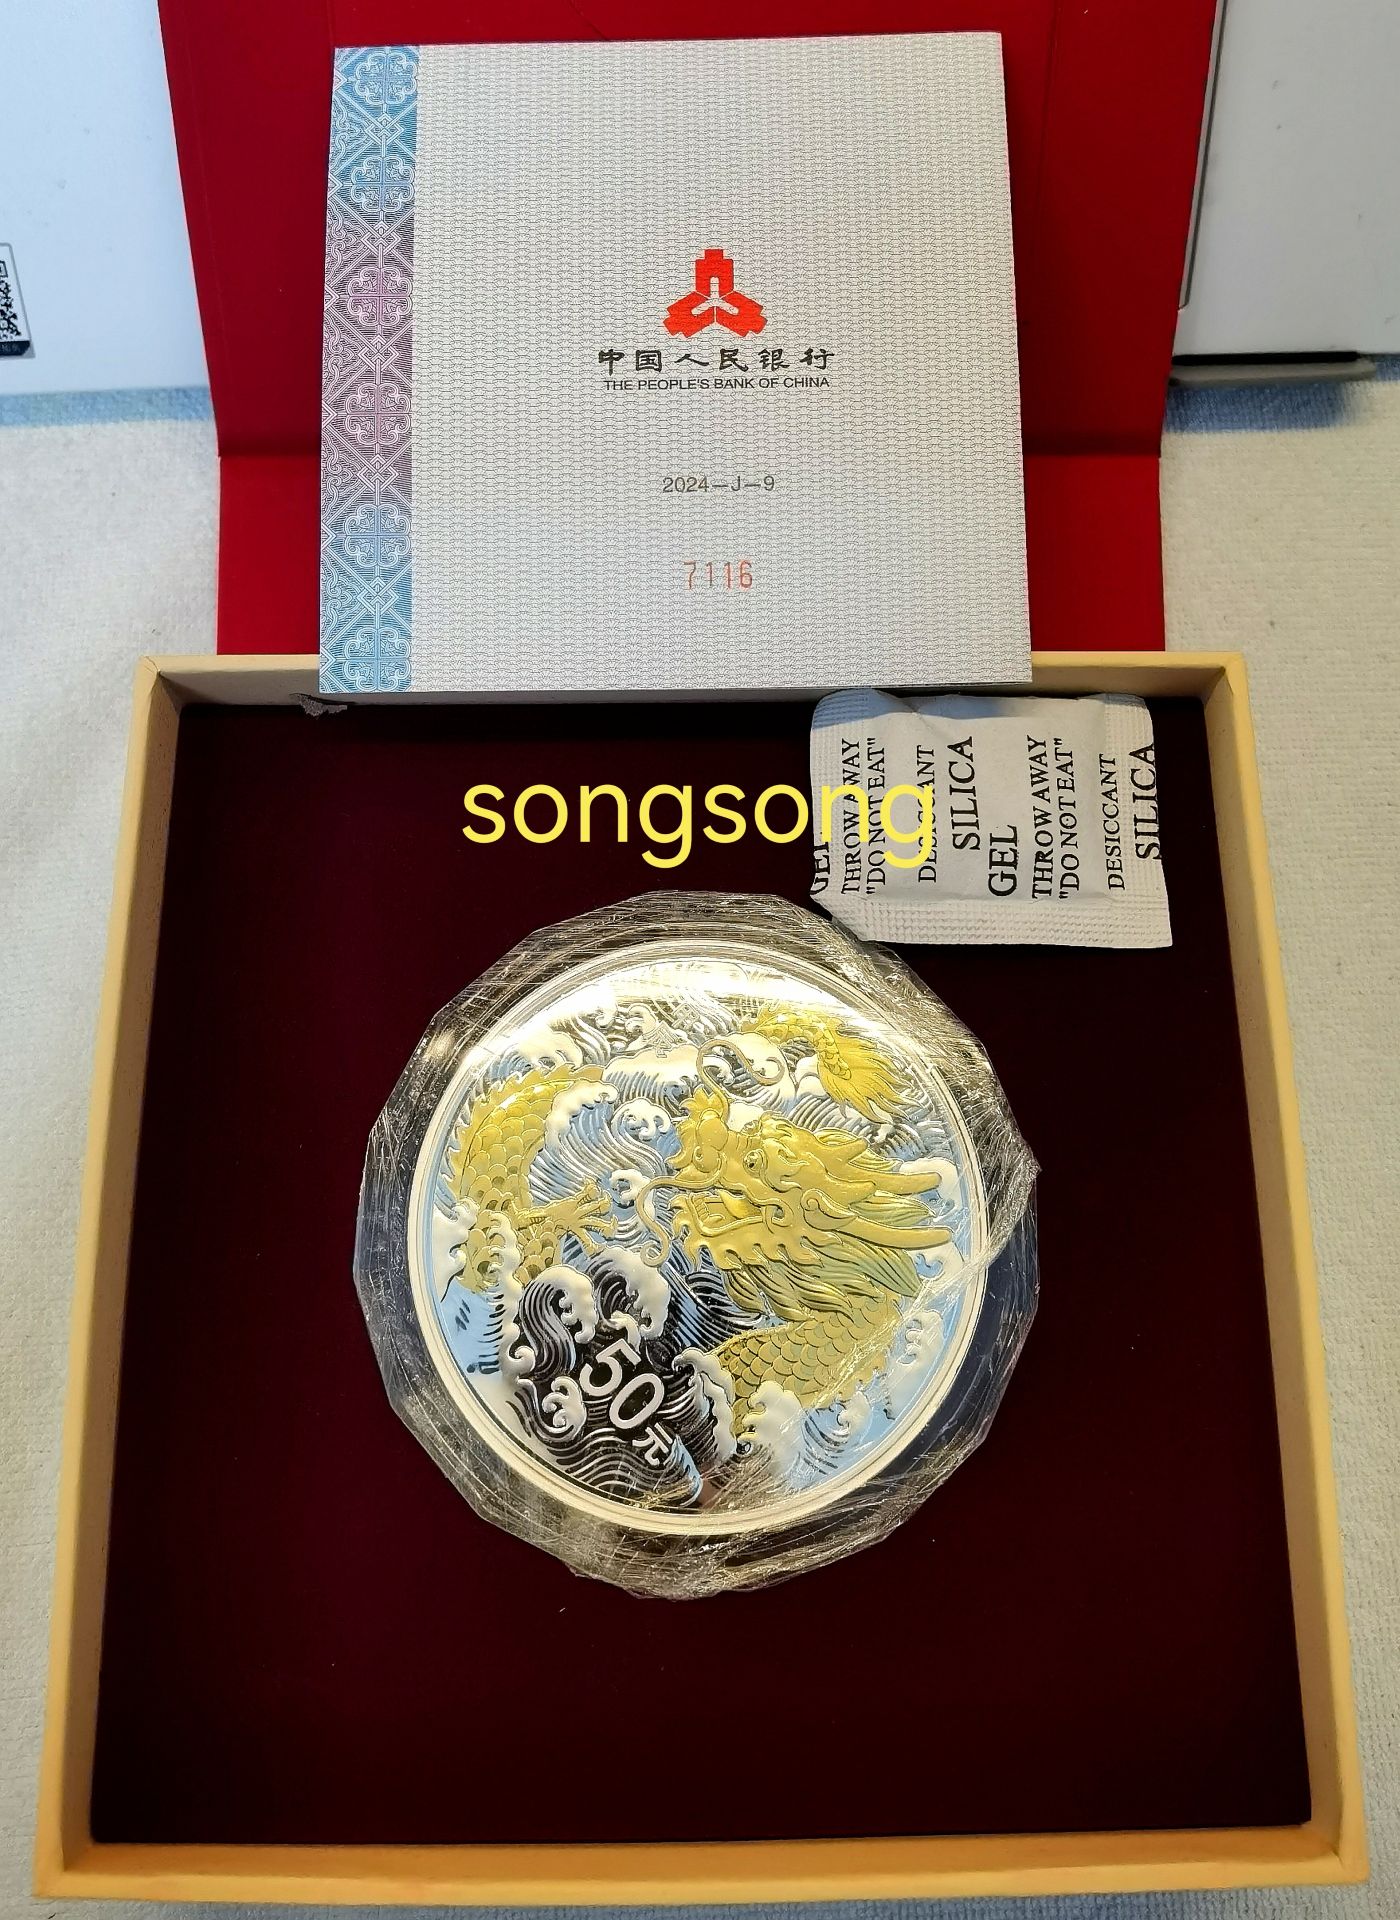 中国人民银行
THE PEOPLE'S BANK OF CHINA
2024-J-9
7116
songsong
THROW AWAY
"DO NOT EAT"
DESICCANT
SILICA
GEL
THROW AWAY
"DO NOT EAT"
DESICCANT
SILICA
50元